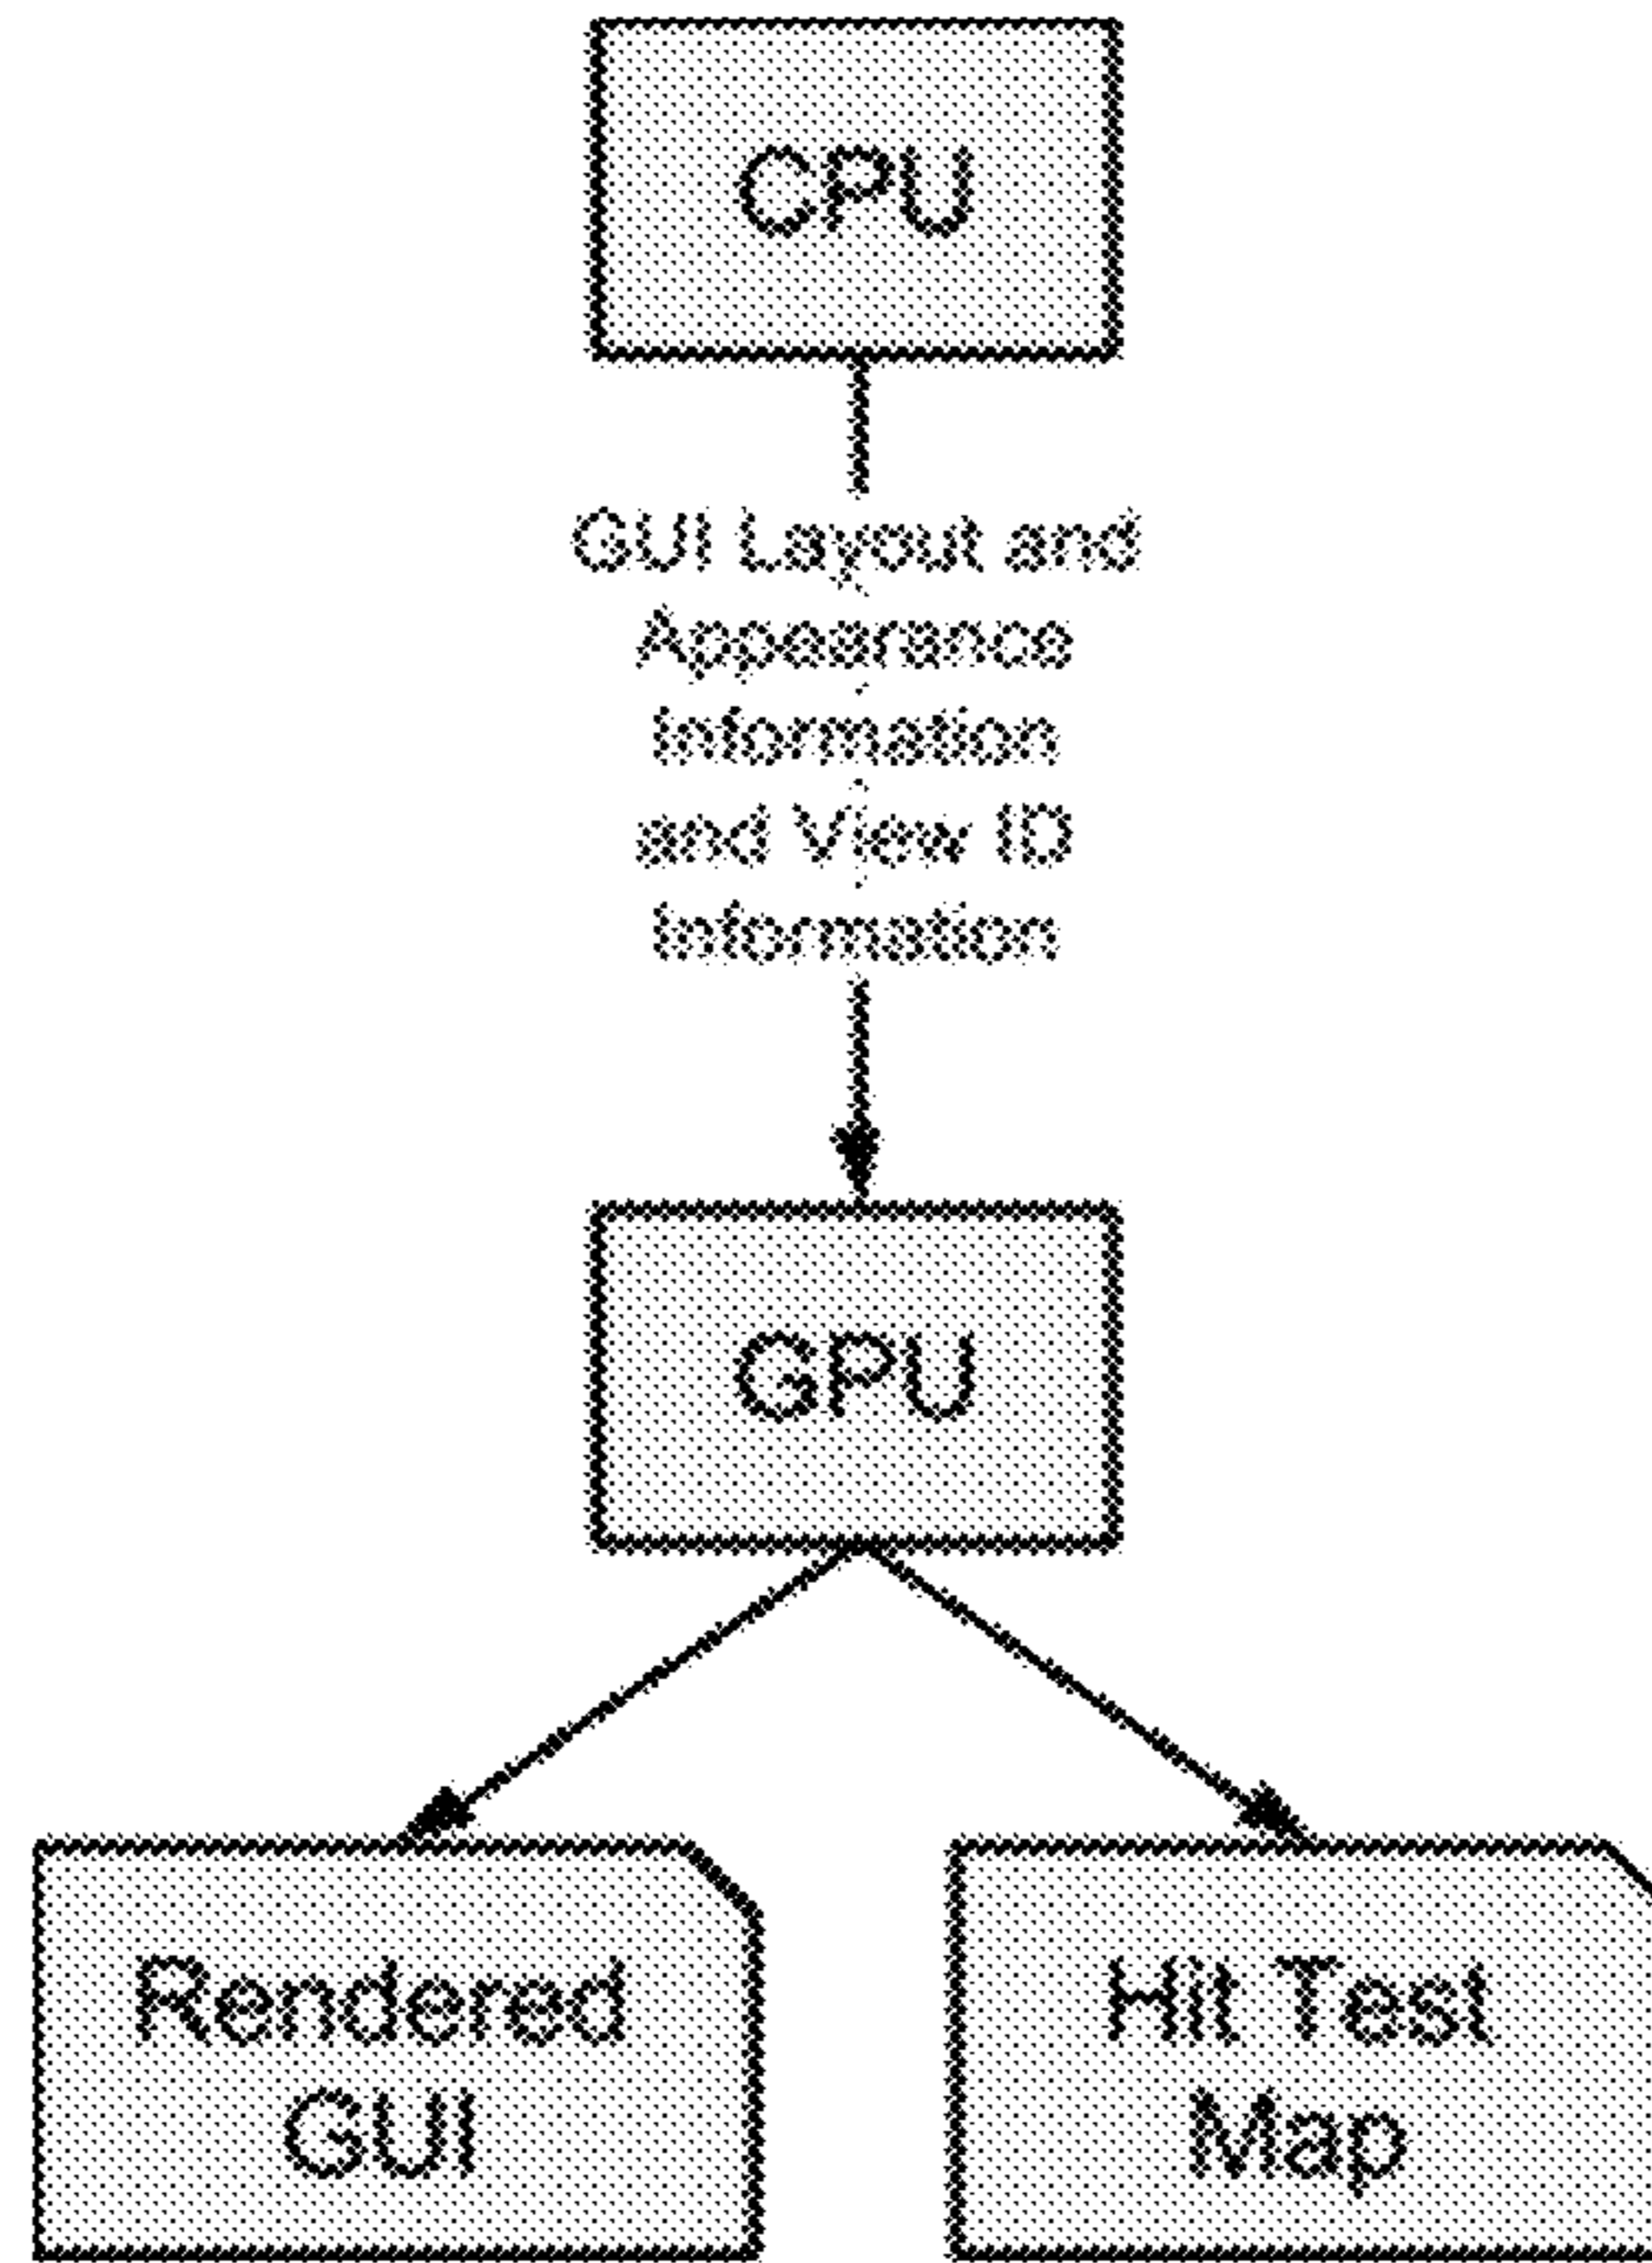 CPU
GUI Layout and
Appearance
Information
and View ID
Information
GPU
Rendered
GUI
Hit Test
Map